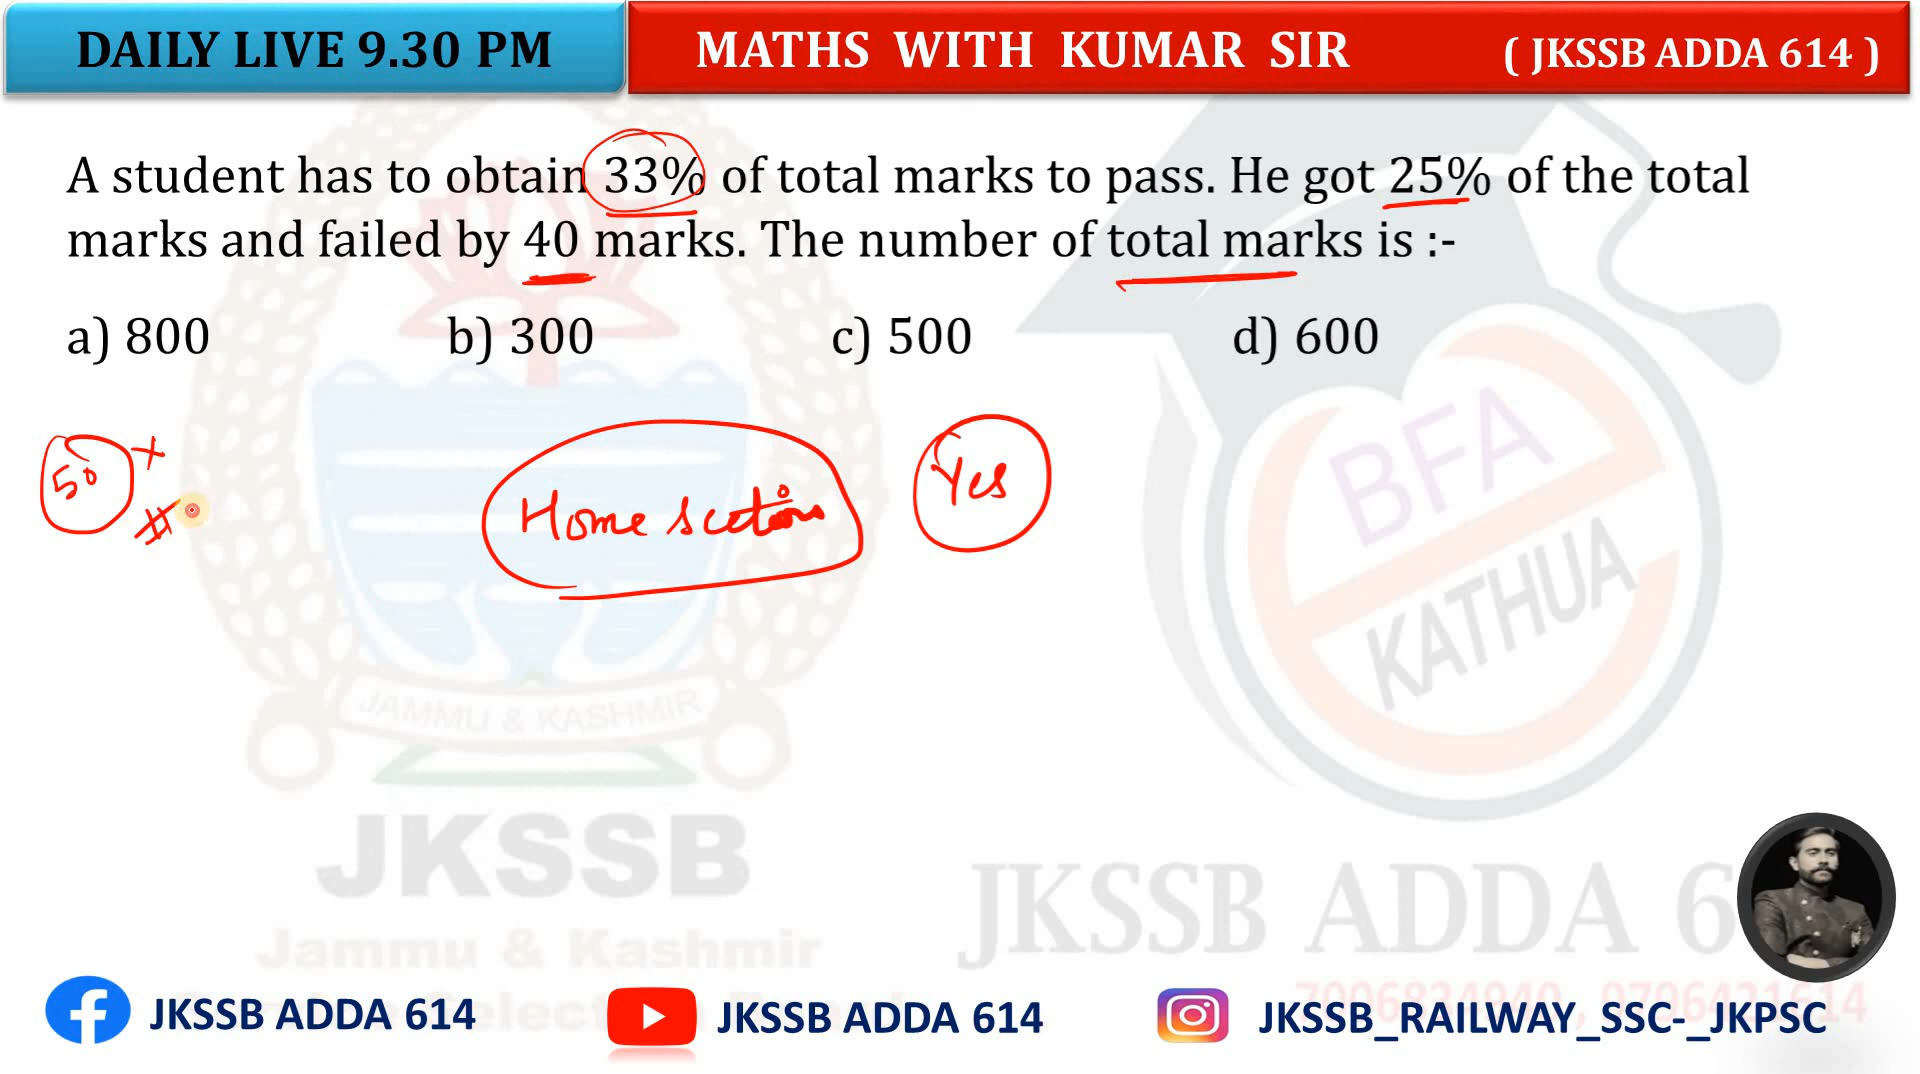 DAILY LIVE 9.30 PM
MATHS WITH KUMAR SIR ( JKSSB ADDA 614 )
A student has to obtain 33% of total marks to pass. He got 25% of the total
marks and failed by 40 marks. The number of total marks is :-
a) 800 b) 300 c) 500 d) 600
50
Home
Yes
BFA
KATHUA
JAMMU & KASHMIR
JKSSB
Jammu & Kashmir
JKSSB ADDA 6
JKSSB ADDA 614
JKSSB ADDA 614
JKSSB_RAILWAY_SSC-_JKPSC